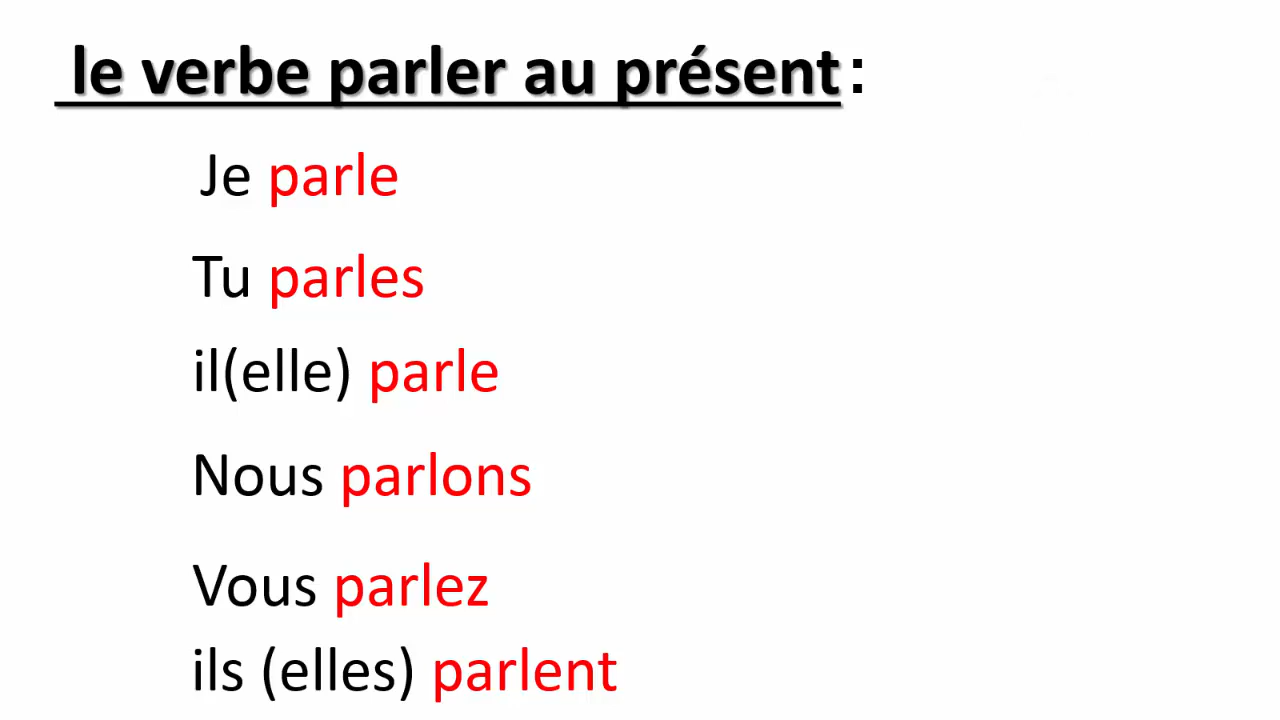 le verbe parler au présent:
Je parle
Tu parles
il(elle) parle
Nous parlons
Vous parlez
ils (elles) parlent